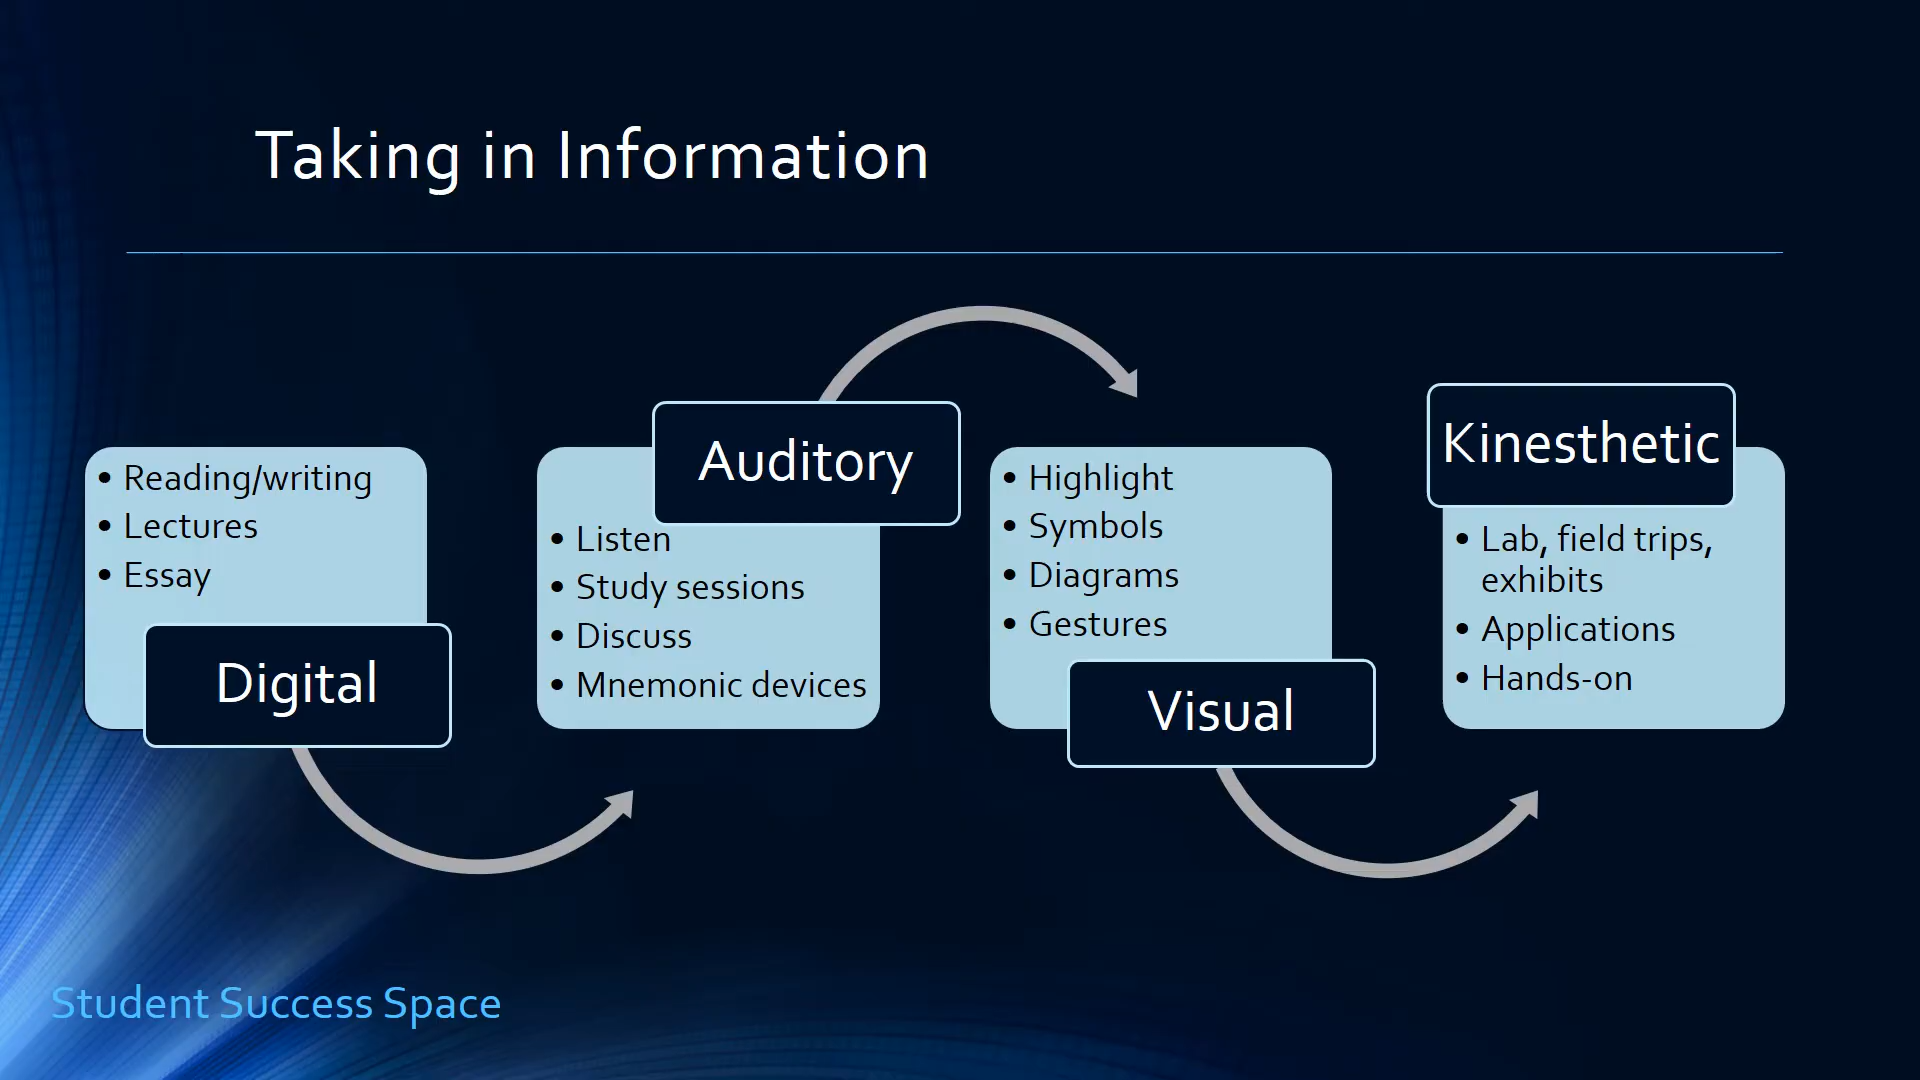 Taking in Information
• Reading/writing
• Lectures
• Essay
Digital
Auditory
• Listen
• Study sessions
• Discuss
• Mnemonic devices
• Highlight
• Symbols
• Diagrams
• Gestures
Visual
Kinesthetic
• Lab, field trips,
exhibits
• Applications
• Hands-on
Student Success Space